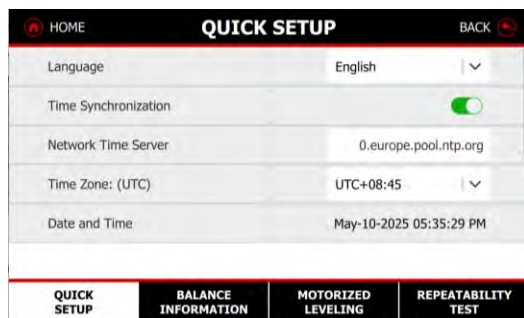 HOME QUICK SETUP BACK
Language English
Time Synchronization
Network Time Server 0.europe.pool.ntp.org
Time Zone: (UTC) UTC+08:45
Date and Time May-10-2025 05:35:29 PM
QUICK SETUP BALANCE INFORMATION MOTORIZED LEVELING REPEATABILITY TEST